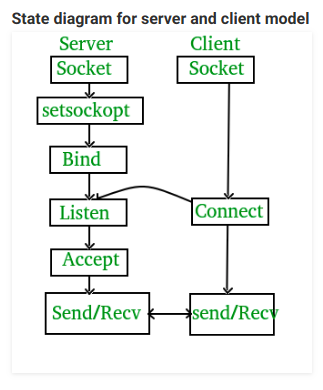 State diagram for server and client model
Server Client
Socket Socket
setsockopt
Bind
Listen Connect
Accept
Send/Recv send/Recv